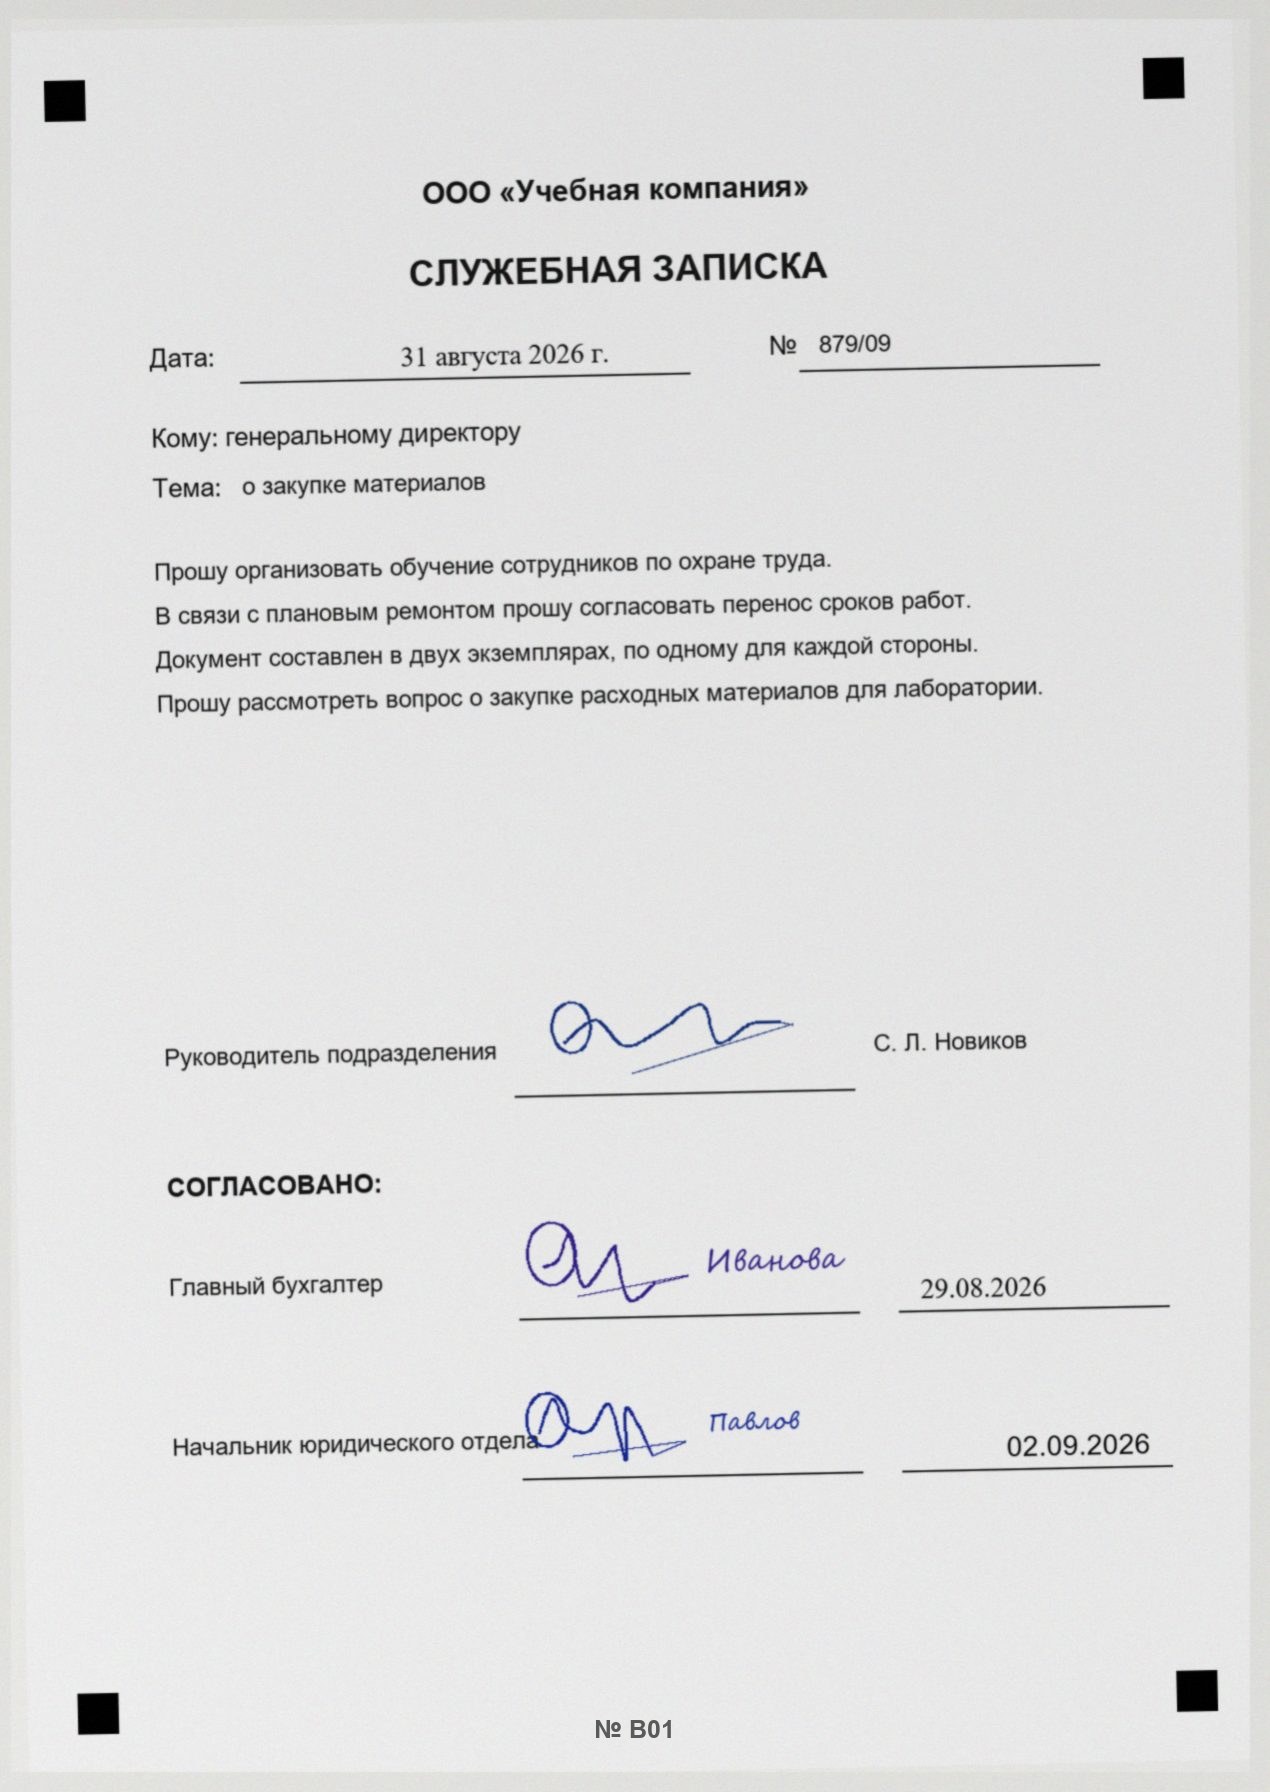 ООО «Учебная компания»
СЛУЖЕБНАЯ ЗАПИСКА
Дата: 31 августа 2026 г. № 879/09
Кому: генеральному директору
Тема: о закупке материалов
Прошу организовать обучение сотрудников по охране труда.
В связи с плановым ремонтом прошу согласовать перенос сроков работ.
Документ составлен в двух экземплярах, по одному для каждой стороны.
Прошу рассмотреть вопрос о закупке расходных материалов для лаборатории.
Руководитель подразделения С. Л. Новиков
СОГЛАСОВАНО:
Главный бухгалтер Иванова 29.08.2026
Начальник юридического отдела Павлов 02.09.2026
№ B01